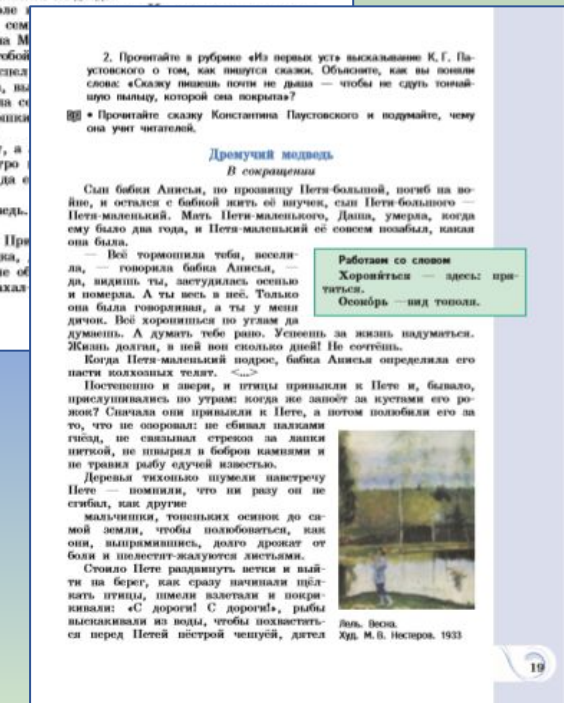 2. Прочитайте в рубрике «Из первых уст» высказывание К. Г. Па-
устовского о том, как пишутся сказки. Объясните, как вы поняли
слова: «Сказку пишешь почти не дыша — чтобы не сдуть тончай-
шую пыльцу, которой она покрыта»?
• Прочитайте сказку Константина Паустовского и подумайте, чему
она учит читателей.
Дремучий медведь
В сокращении
Сын бабки Анисьи, по прозвищу Петя-большой, погиб на во-
йне, и остался с бабкой жить её внучек, сын Пети-большого —
Петя-маленький. Мать Пети-маленького, Даша, умерла, когда
ему было два года, и Петя-маленький её совсем позабыл, какая
она была.
— Всё тормошила тебя, весели-
ла, — говорила бабка Анисья, —
да, видишь ты, застудилась осенью
и померла. А ты весь в неё. Только
она была говорливая, а ты у меня
дичок. Всё хоронишься по углам да
думаешь. А думать тебе рано. Успеешь за жизнь надуматься.
Жизнь долгая, в ней вон сколько дней! Не сочтёшь.
Работаем со словом
Хорониться — здесь: пря-
таться.
Осокорь — вид тополя.
Когда Петя-маленький подрос, бабка Анисья определила его
пасти колхозных телят. <...>
Постепенно и звери, и птицы привыкли к Пете и, бывало,
прислушивались по утрам: когда же запоёт за кустами его ро-
жок? Сначала они привыкли к Пете, а потом полюбили его за
то, что не озоровал: не сбивал палками
гнёзд, не связывал стрекоз за лапки
ниткой, не швырял в бобров камнями и
не травил рыбу едучей известью.
Деревья тихонько шумели навстречу
Пете — помнили, что ни разу он не
сгибал, как другие
мальчишки, тоненьких осинок до са-
мой земли, чтобы полюбоваться, как
они, выпрямившись, долго дрожат от
боли и шелестят-жалуются листьями.
Стоило Пете раздвинуть ветки и вый-
ти на берег, как сразу начинали щёл-
кать птицы, шмели взлетали и покри-
кивали: «С дороги! С дороги!», рыбы
выскакивали из воды, чтобы похвастать-
ся перед Петей пёстрой чешуёй, дятел
Лель. Весна.
Худ. М. В. Нестеров. 1933
19